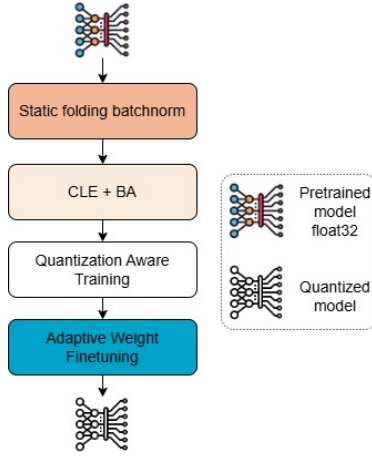 Static folding batchnorm
CLE + BA
Quantization Aware
Training
Adaptive Weight
Finetuning
Pretrained
model
float32
Quantized
model